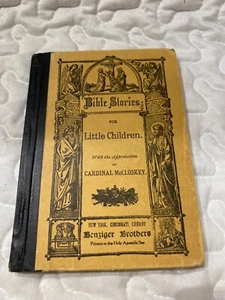 Bible Stories
FOR
Little Children.
With the Approbation
OF
CARDINAL McCLOSKEY.
NEW YORK, CINCINNATI, CHICAGO
Benziger Brothers
Printers to the Holy Apostolic See